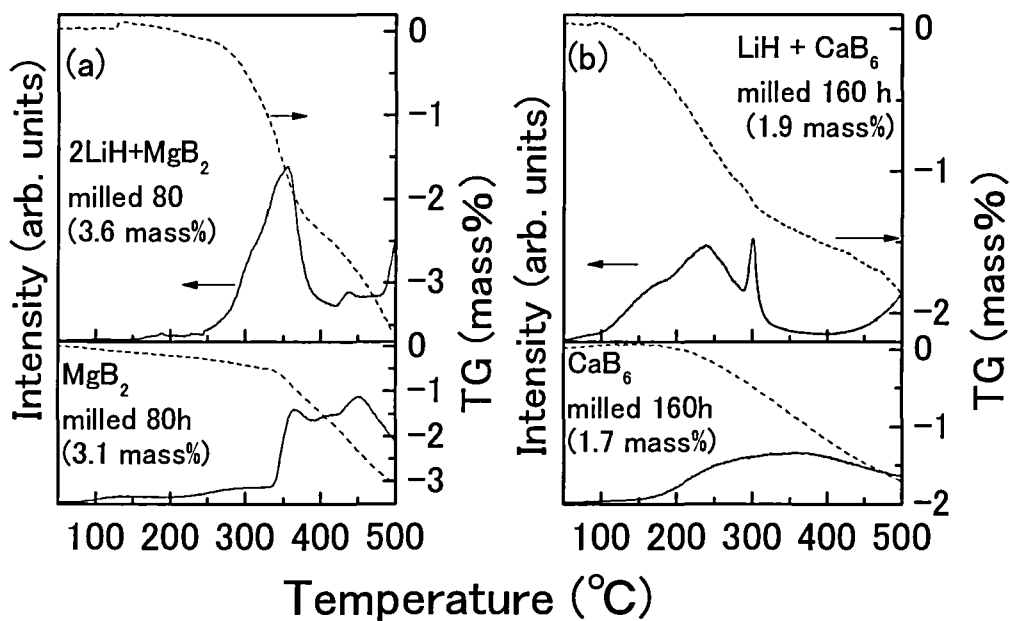 (a)
2LiH+MgB₂
milled 80
(3.6 mass%)
0
−1
−2
−3
MgB₂
milled 80h
(3.1 mass%)
0
−1
−2
−3
Intensity (arb. units)
TG (mass%)
100 200 300 400 500
(b)
LiH + CaB₆
milled 160 h
(1.9 mass%)
0
−1
−2
CaB₆
milled 160h
(1.7 mass%)
0
−1
−2
Intensity (arb. units)
TG (mass%)
100 200 300 400 500
Temperature (℃)